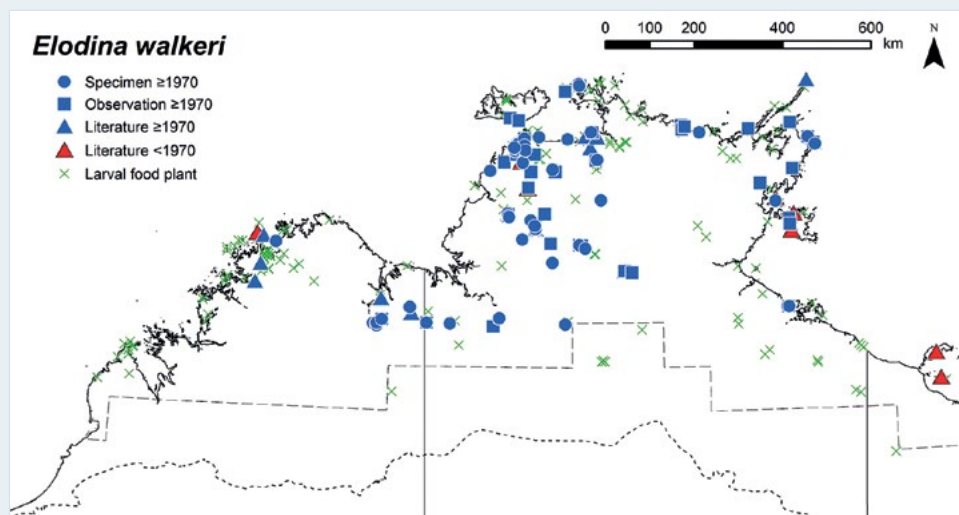 Elodina walkeri
Specimen ≥1970
Observation ≥1970
Literature ≥1970
Literature <1970
Larval food plant
0 100 200 400 600
km
N